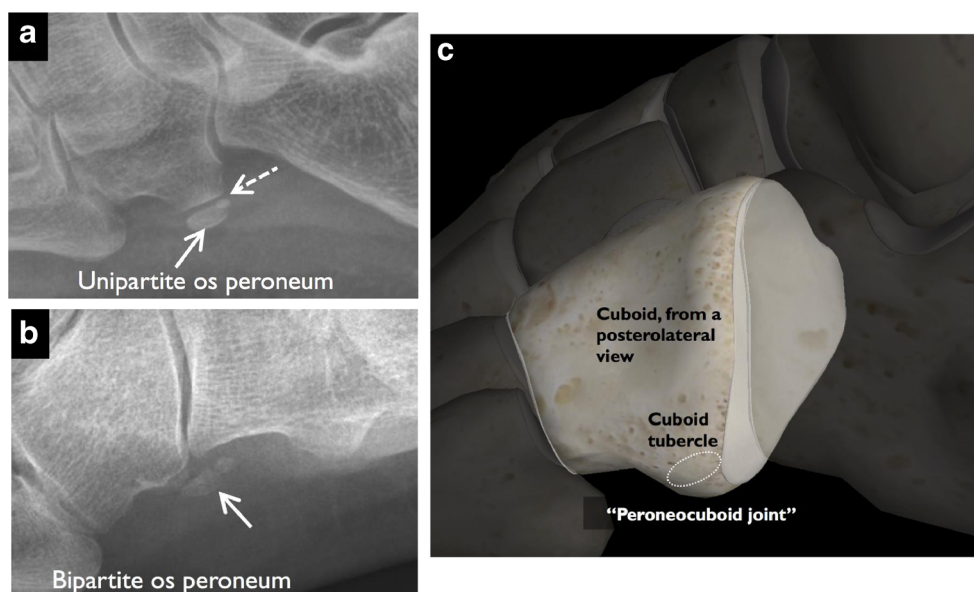 a
Unipartite os peroneum
b
Bipartite os peroneum
c
Cuboid, from a
posterolateral
view
Cuboid
tubercle
“Peroneocuboid joint”